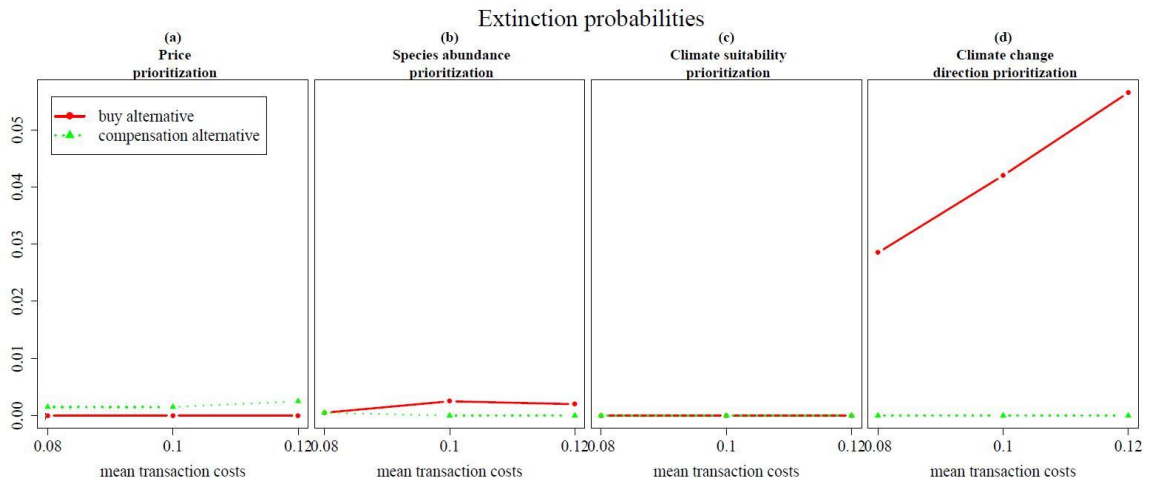 Extinction probabilities
(a)
Price
prioritization
(b)
Species abundance
prioritization
(c)
Climate suitability
prioritization
(d)
Climate change
direction prioritization
buy alternative
compensation alternative
0.05
0.04
0.03
0.02
0.01
0.00
0.08
0.1
0.12
mean transaction costs
0.08
0.1
0.12
mean transaction costs
0.08
0.1
0.12
mean transaction costs
0.08
0.1
0.12
mean transaction costs